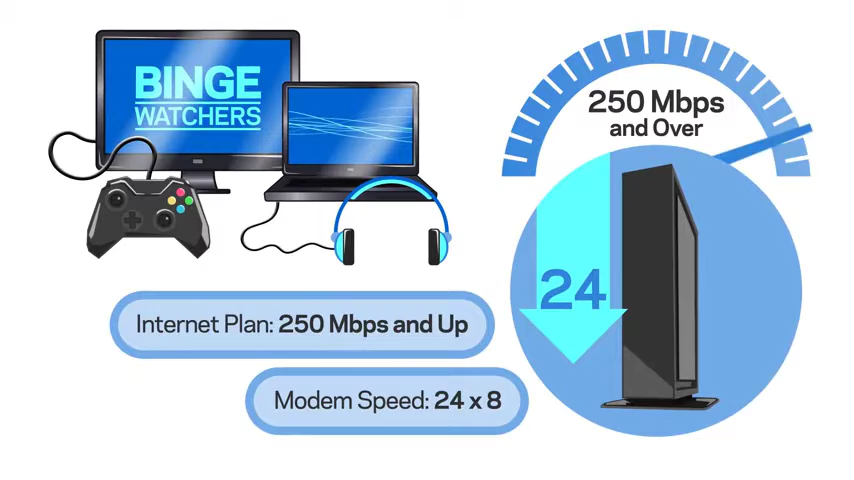 BINGE
WATCHERS
250 Mbps
and Over
24
Internet Plan: 250 Mbps and Up
Modem Speed: 24 x 8